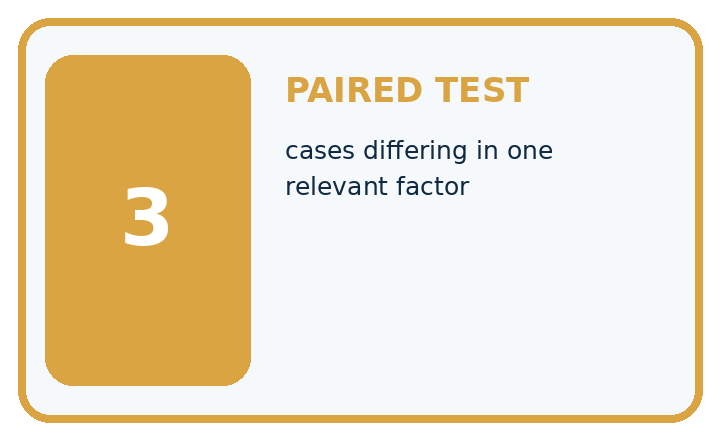 3
PAIRED TEST
cases differing in one
relevant factor